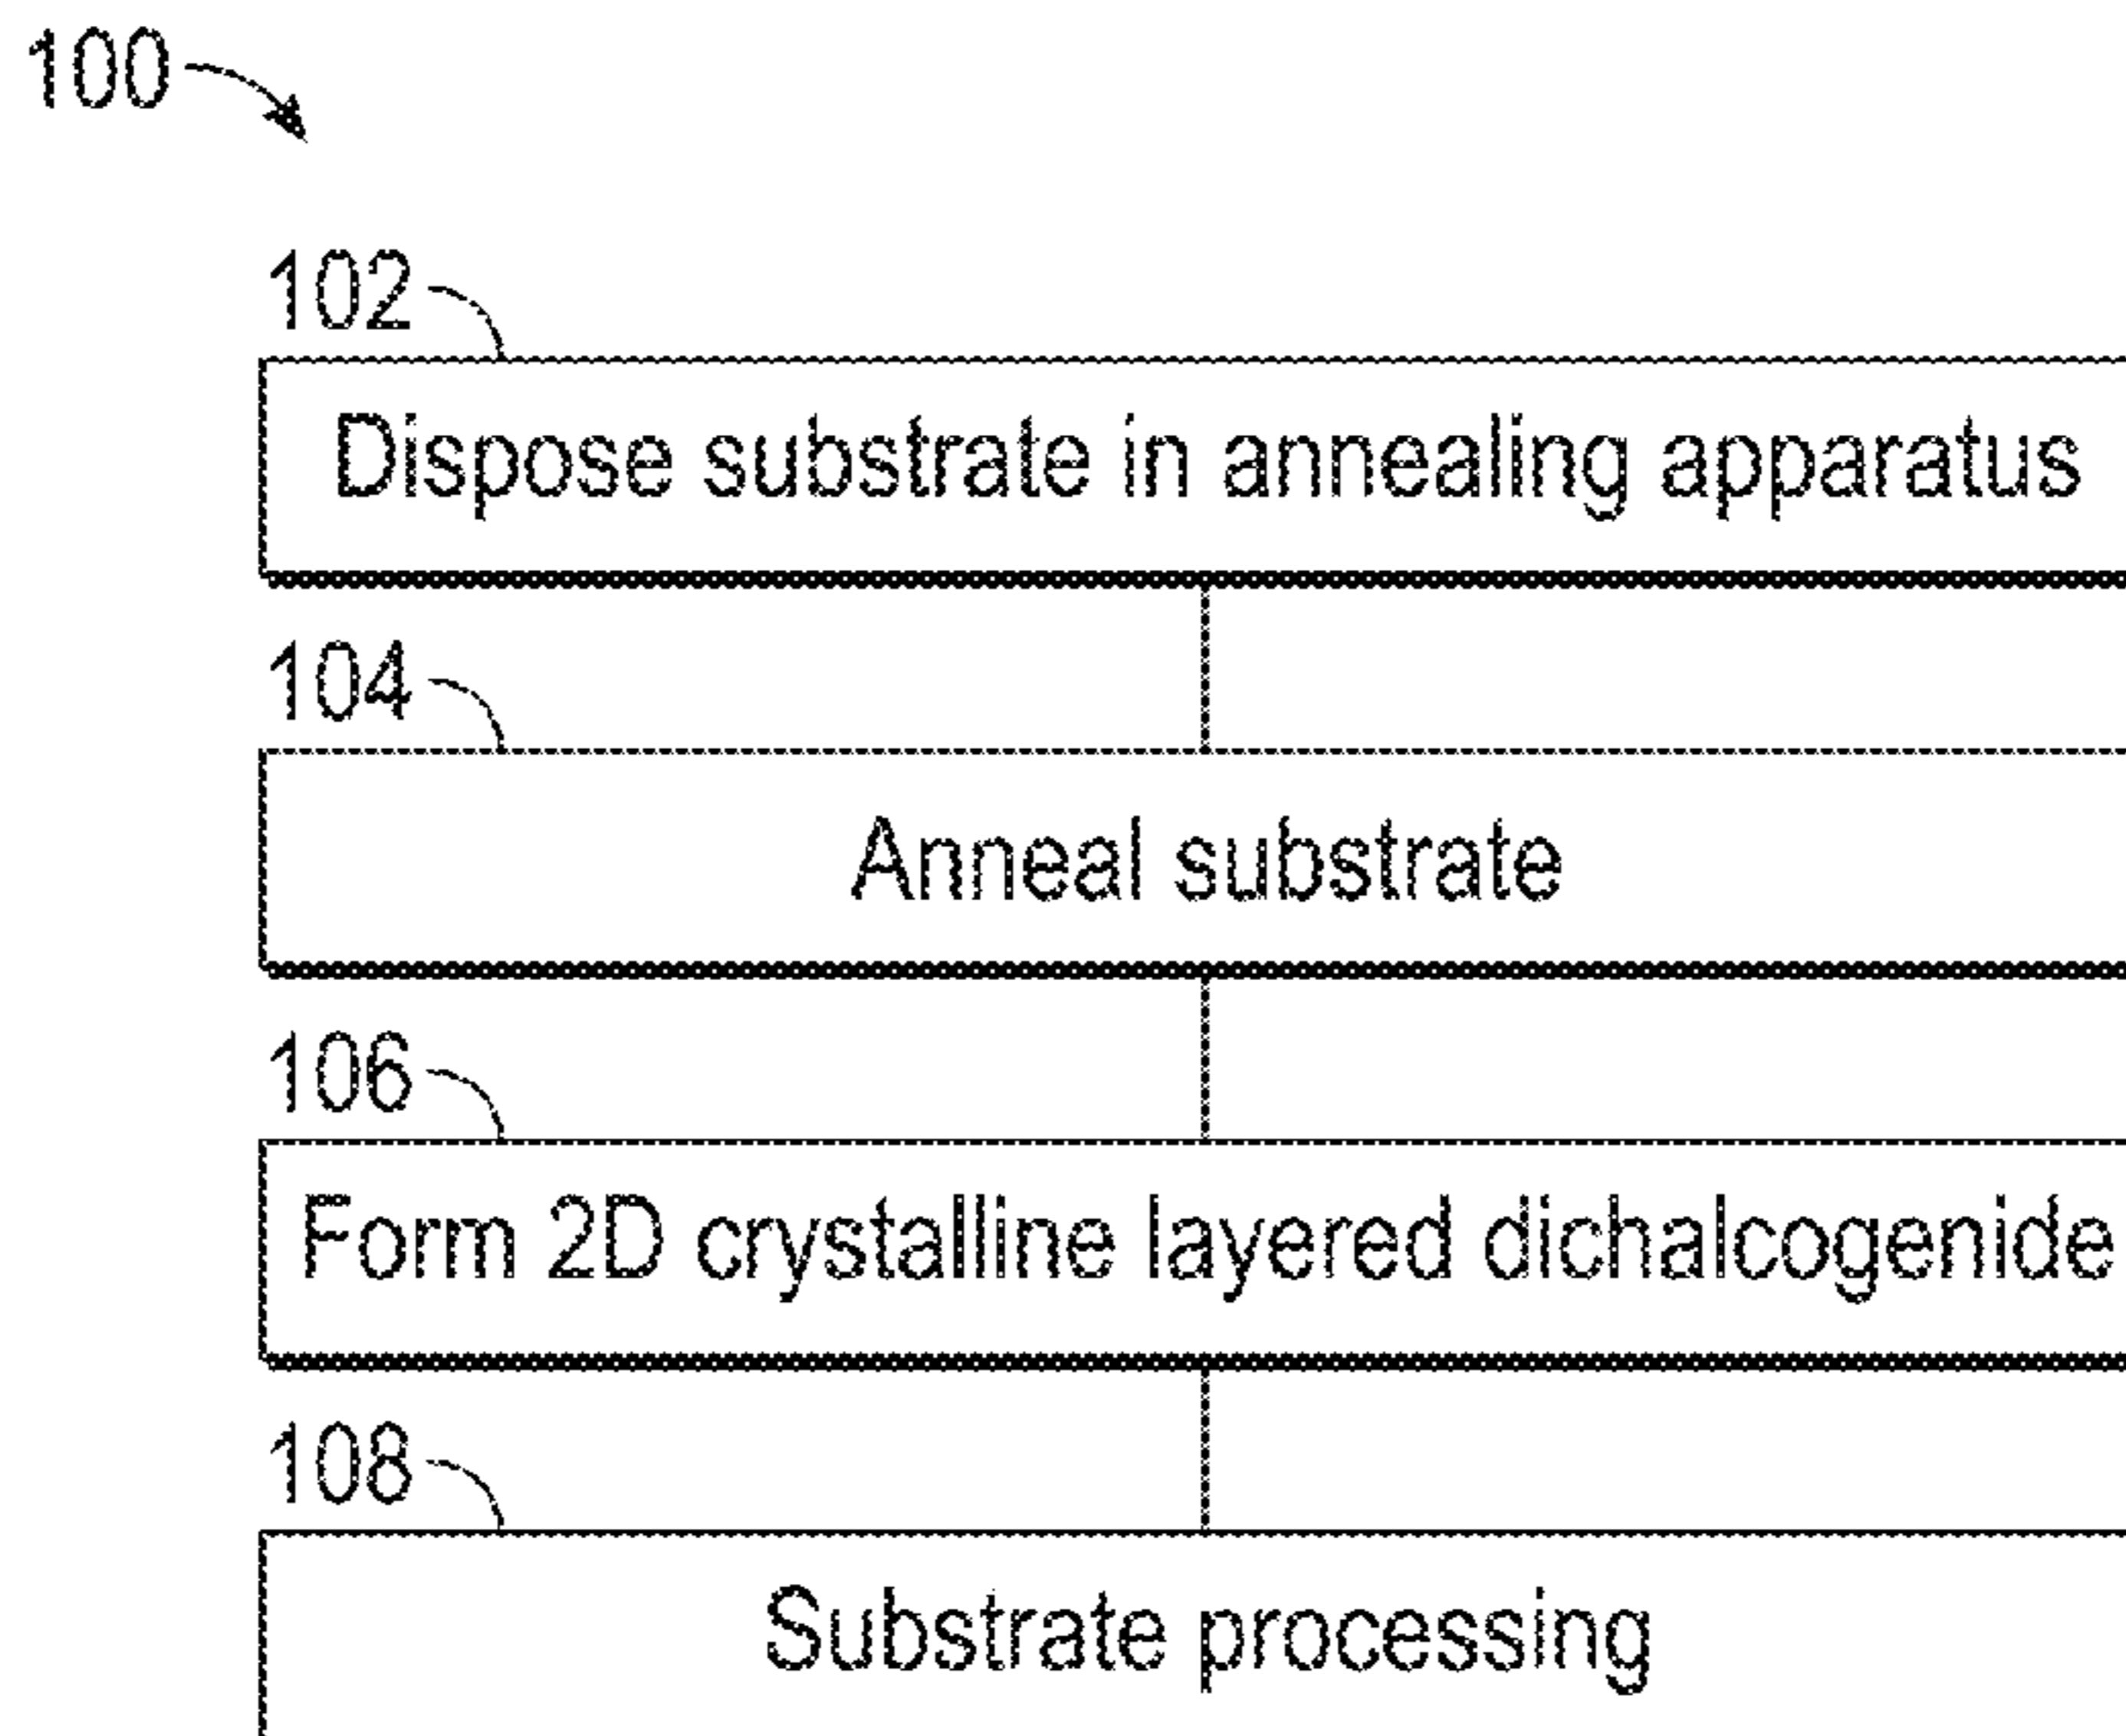 100
102
Dispose substrate in annealing apparatus
104
Anneal substrate
106
Form 2D crystalline layered dichalcogenide
108
Substrate processing